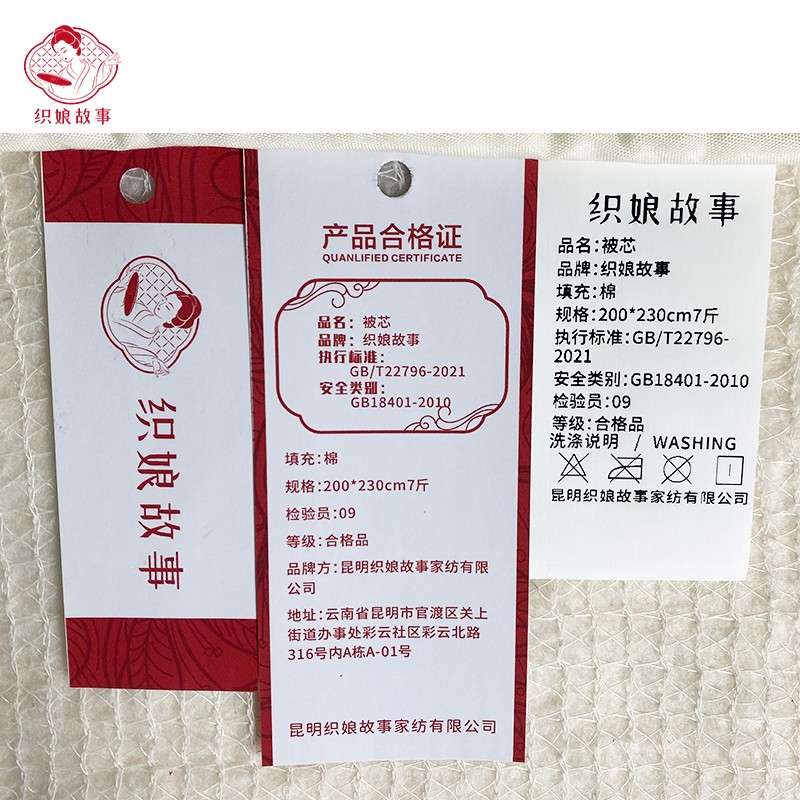 织娘故事
织娘故事
产品合格证
QUANLIFIED CERTIFICATE
品名：被芯
品牌：织娘故事
执行标准：
GB/T22796-2021
安全类别：
GB18401-2010
填充:棉
规格:200*230cm7斤
检验员:09
等级:合格品
品牌方:昆明织娘故事家纺有限
公司
地址:云南省昆明市官渡区关上
街道办事处彩云社区彩云北路
316号内A栋A-01号
昆明织娘故事家纺有限公司
织娘故事
品名:被芯
品牌:织娘故事
填充:棉
规格:200*230cm7斤
执行标准:GB/T22796-
2021
安全类别:GB18401-2010
检验员:09
等级:合格品
洗涤说明 / WASHING
昆明织娘故事家纺有限公司